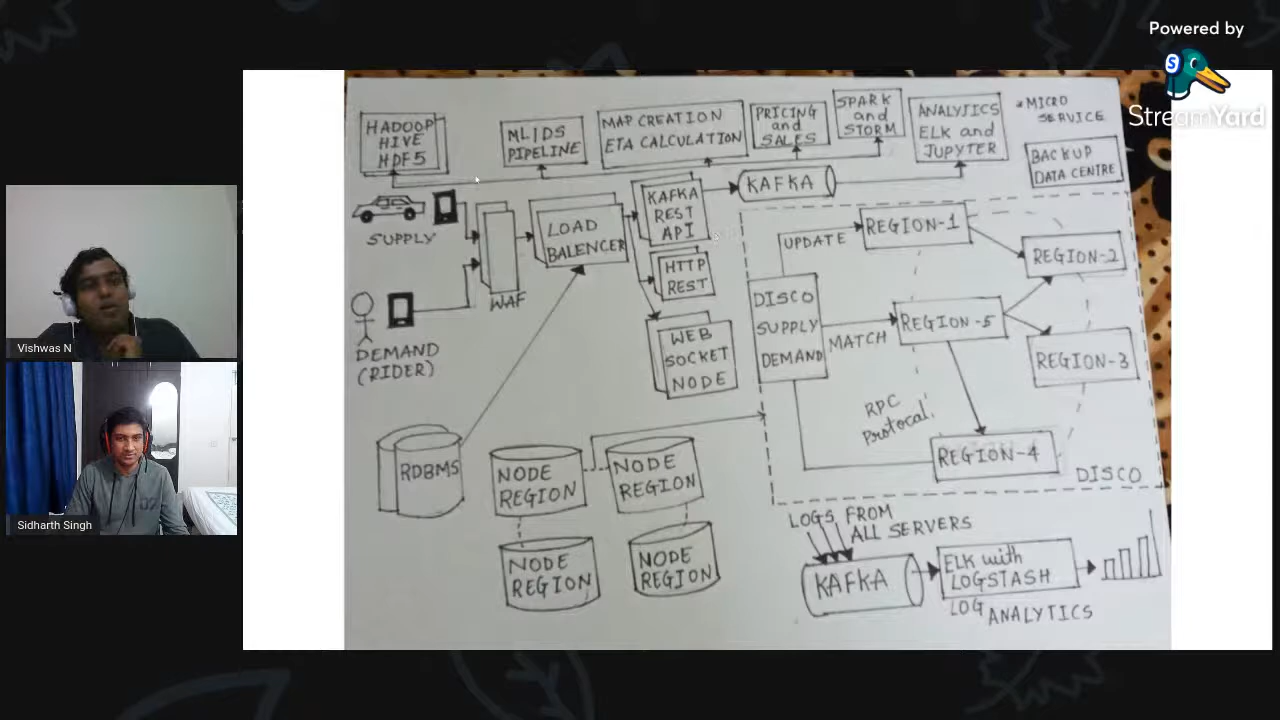 Powered by
StreamYard
HADOOP
HIVE
HDF5
ML IDS
PIPELINE
MAP CREATION
ETA CALCULATION
PRICING
and
SALES
SPARK
and
STORM
ANALYTICS
ELK and
JUPYTER
*MICRO
SERVICE
BACKUP
DATA CENTRE
SUPPLY
WAF
LOAD
BALENCER
KAFKA
REST
API
KAFKA
HTTP
REST
WEB
SOCKET
NODE
DEMAND
(RIDER)
UPDATE
REGION-1
REGION-2
DISCO
SUPPLY
DEMAND
MATCH
REGION-5
REGION-3
RPC
Protocal
REGION-4
DISCO
RDBMS
NODE
REGION
NODE
REGION
NODE
REGION
NODE
REGION
LOGS FROM
ALL SERVERS
KAFKA
ELK with
LOGSTASH
LOG ANALYTICS
Vishwas N
Sidharth Singh